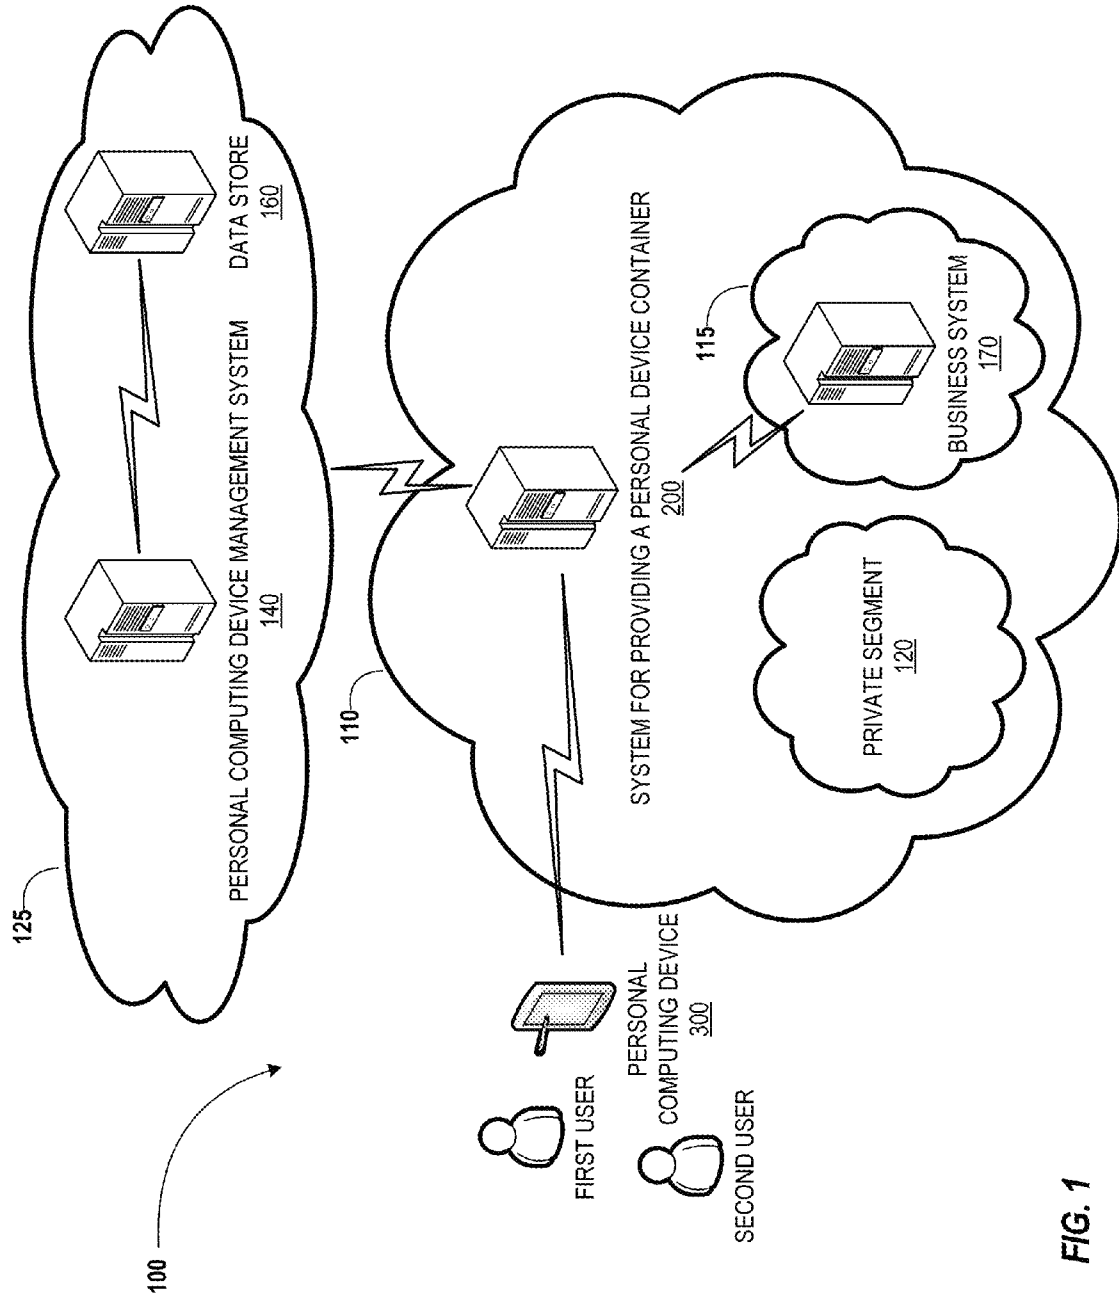 100
125
PERSONAL COMPUTING DEVICE MANAGEMENT SYSTEM
140
DATA STORE
160
110
FIRST USER
SECOND USER
PERSONAL
COMPUTING DEVICE
300
SYSTEM FOR PROVIDING A PERSONAL DEVICE CONTAINER
200
115
PRIVATE SEGMENT
120
BUSINESS SYSTEM
170
FIG. 1